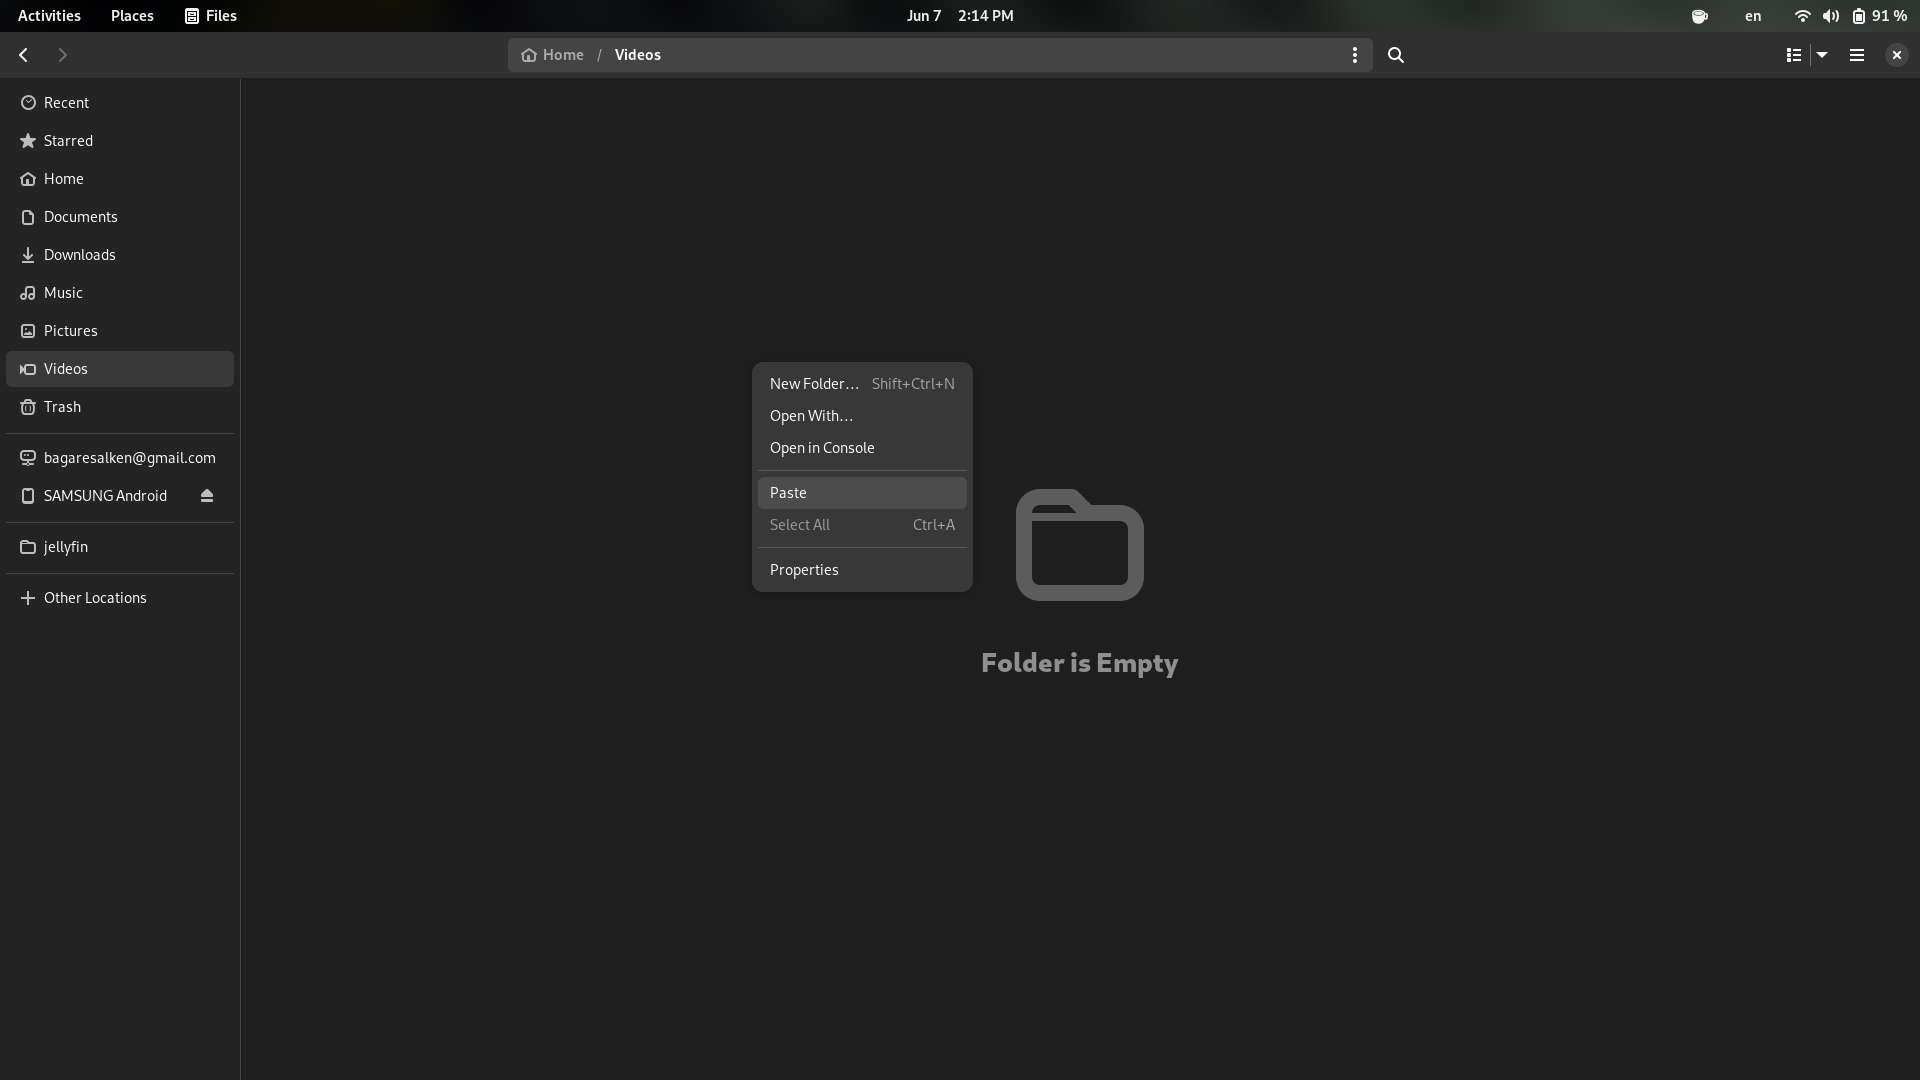 Activities Places Files Jun 7 2:14 PM en 91 %
Home / Videos
Recent
Starred
Home
Documents
Downloads
Music
Pictures
Videos
Trash
bagaresalken@gmail.com
SAMSUNG Android
jellyfin
Other Locations
New Folder… Shift+Ctrl+N
Open With…
Open in Console
Paste
Select All Ctrl+A
Properties
Folder is Empty